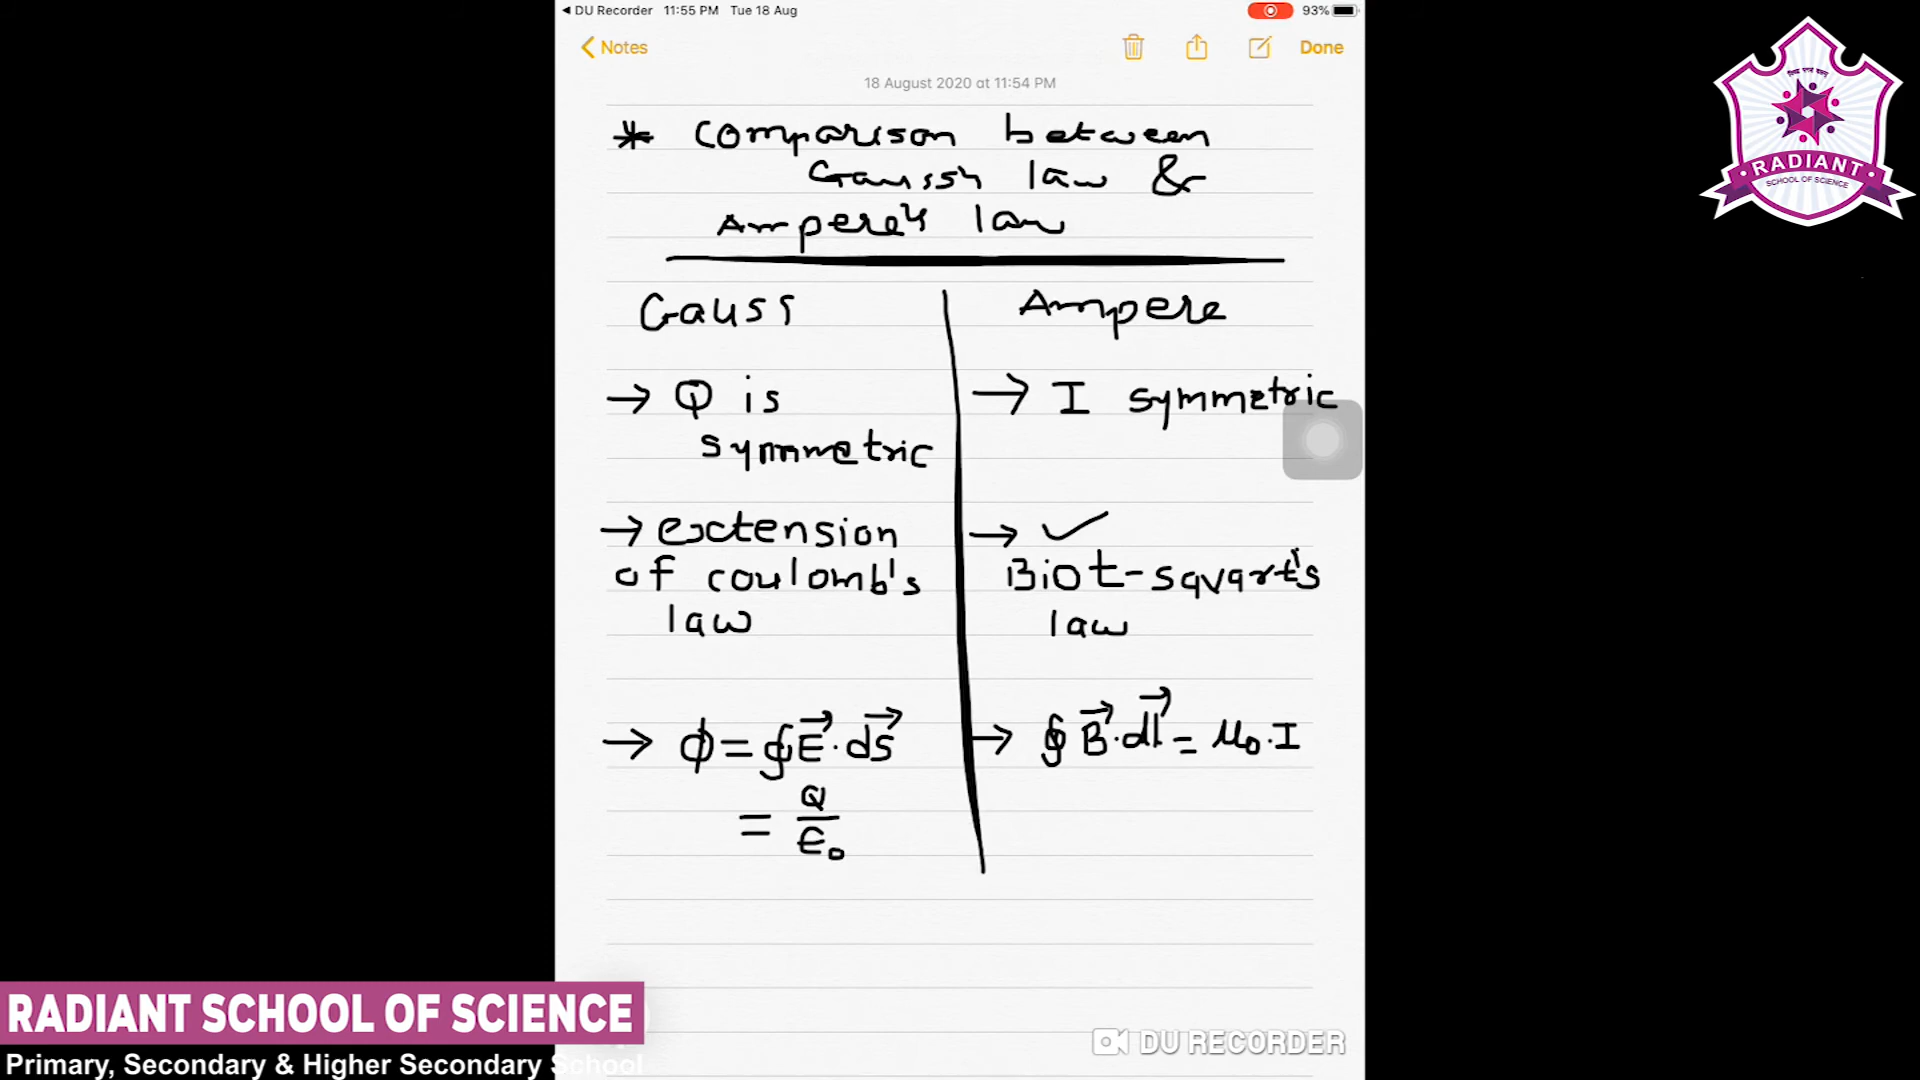 DU Recorder 11:55 PM Tue 18 Aug
93%
Notes
Done
18 August 2020 at 11:54 PM
* Comparison between
Gauss's law &
Ampere's law
Gauss
→ Q is
symmetric
→ extension
of coulomb's
law
→ ϕ = ∮E⃗·ds⃗
= Q/ε₀
Ampere
→ I symmetric
→ ✓
Biot-savart's
law
→ ∮ B⃗·dl⃗ = μ₀·I
RADIANT
SCHOOL OF SCIENCE
RADIANT SCHOOL OF SCIENCE
Primary, Secondary & Higher Secondary School
DU RECORDER